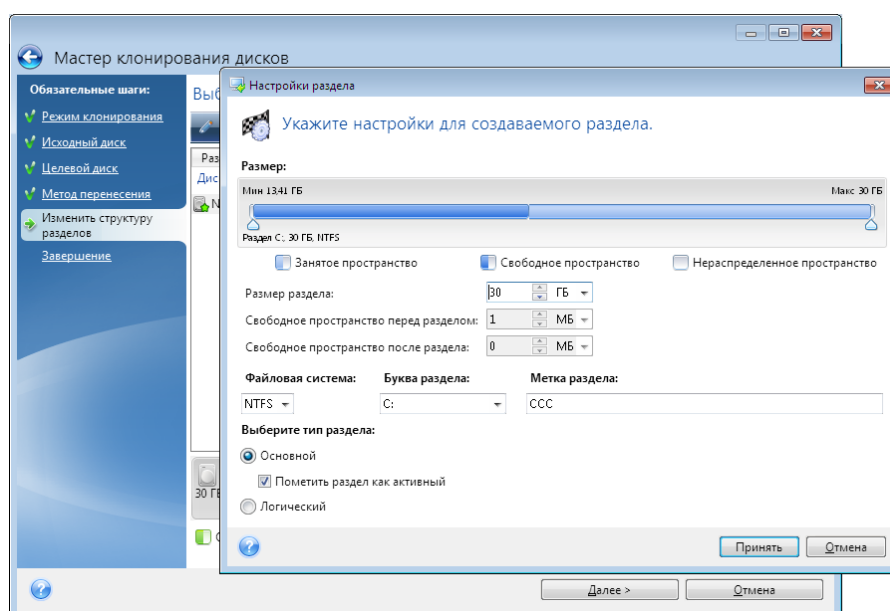 Мастер клонирования дисков
Обязательные шаги:
Режим клонирования
Исходный диск
Целевой диск
Метод перенесения
Изменить структуру
разделов
Завершение
30 ГБ
Настройки раздела
Укажите настройки для создаваемого раздела.
Размер:
Мин 13,41 ГБ Макс 30 ГБ
Раздел C:; 30 ГБ, NTFS
Занятое пространство Свободное пространство Нераспределенное пространство
Размер раздела: 30 ГБ
Свободное пространство перед разделом: 1 МБ
Свободное пространство после раздела: 0 МБ
Файловая система: Буква раздела: Метка раздела:
NTFS C: CCC
Выберите тип раздела:
Основной
Пометить раздел как активный
Логический
Принять Отмена
Далее > Отмена